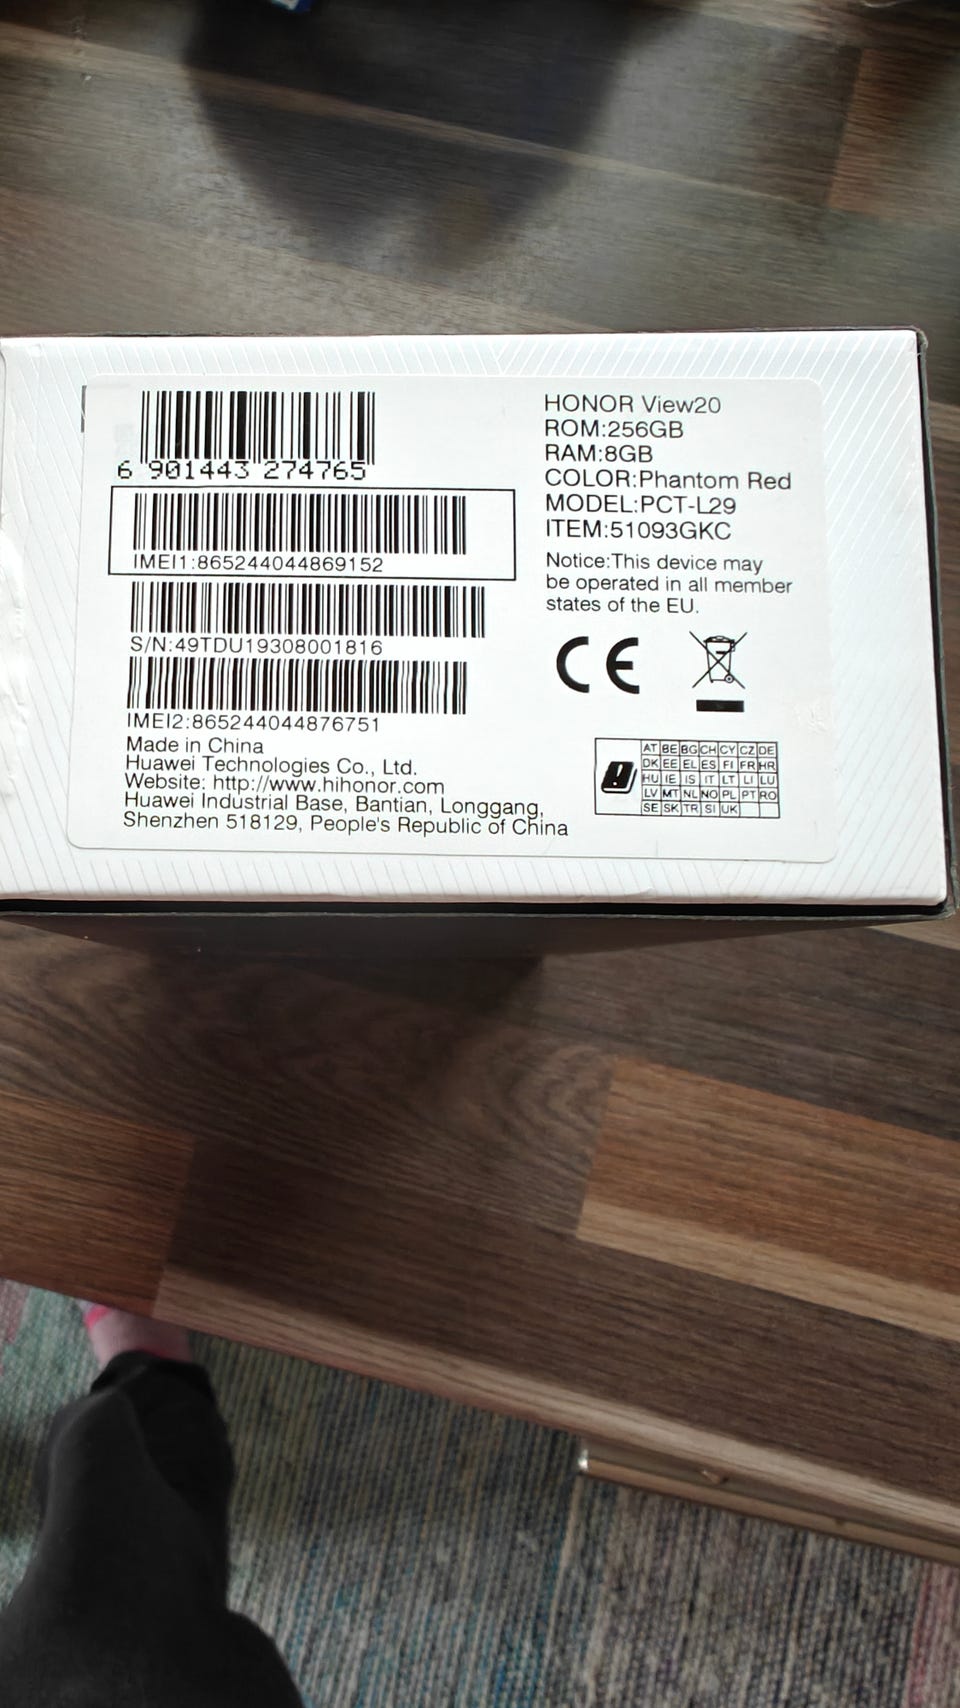 6 901443 274765
IMEI1:865244044869152
S/N:49TDU19308001816
IMEI2:865244044876751
Made in China
Huawei Technologies Co., Ltd.
Website: http://www.hihonor.com
Huawei Industrial Base, Bantian, Longgang,
Shenzhen 518129, People's Republic of China
HONOR View20
ROM:256GB
RAM:8GB
COLOR:Phantom Red
MODEL:PCT-L29
ITEM:51093GKC
Notice:This device may
be operated in all member
states of the EU.
CE
AT BE BG CH CY CZ DE
DK EE EL ES FI FR HR
HU IE IS IT LT LI LU
LV MT NL NO PL PT RO
SE SK TR SI UK